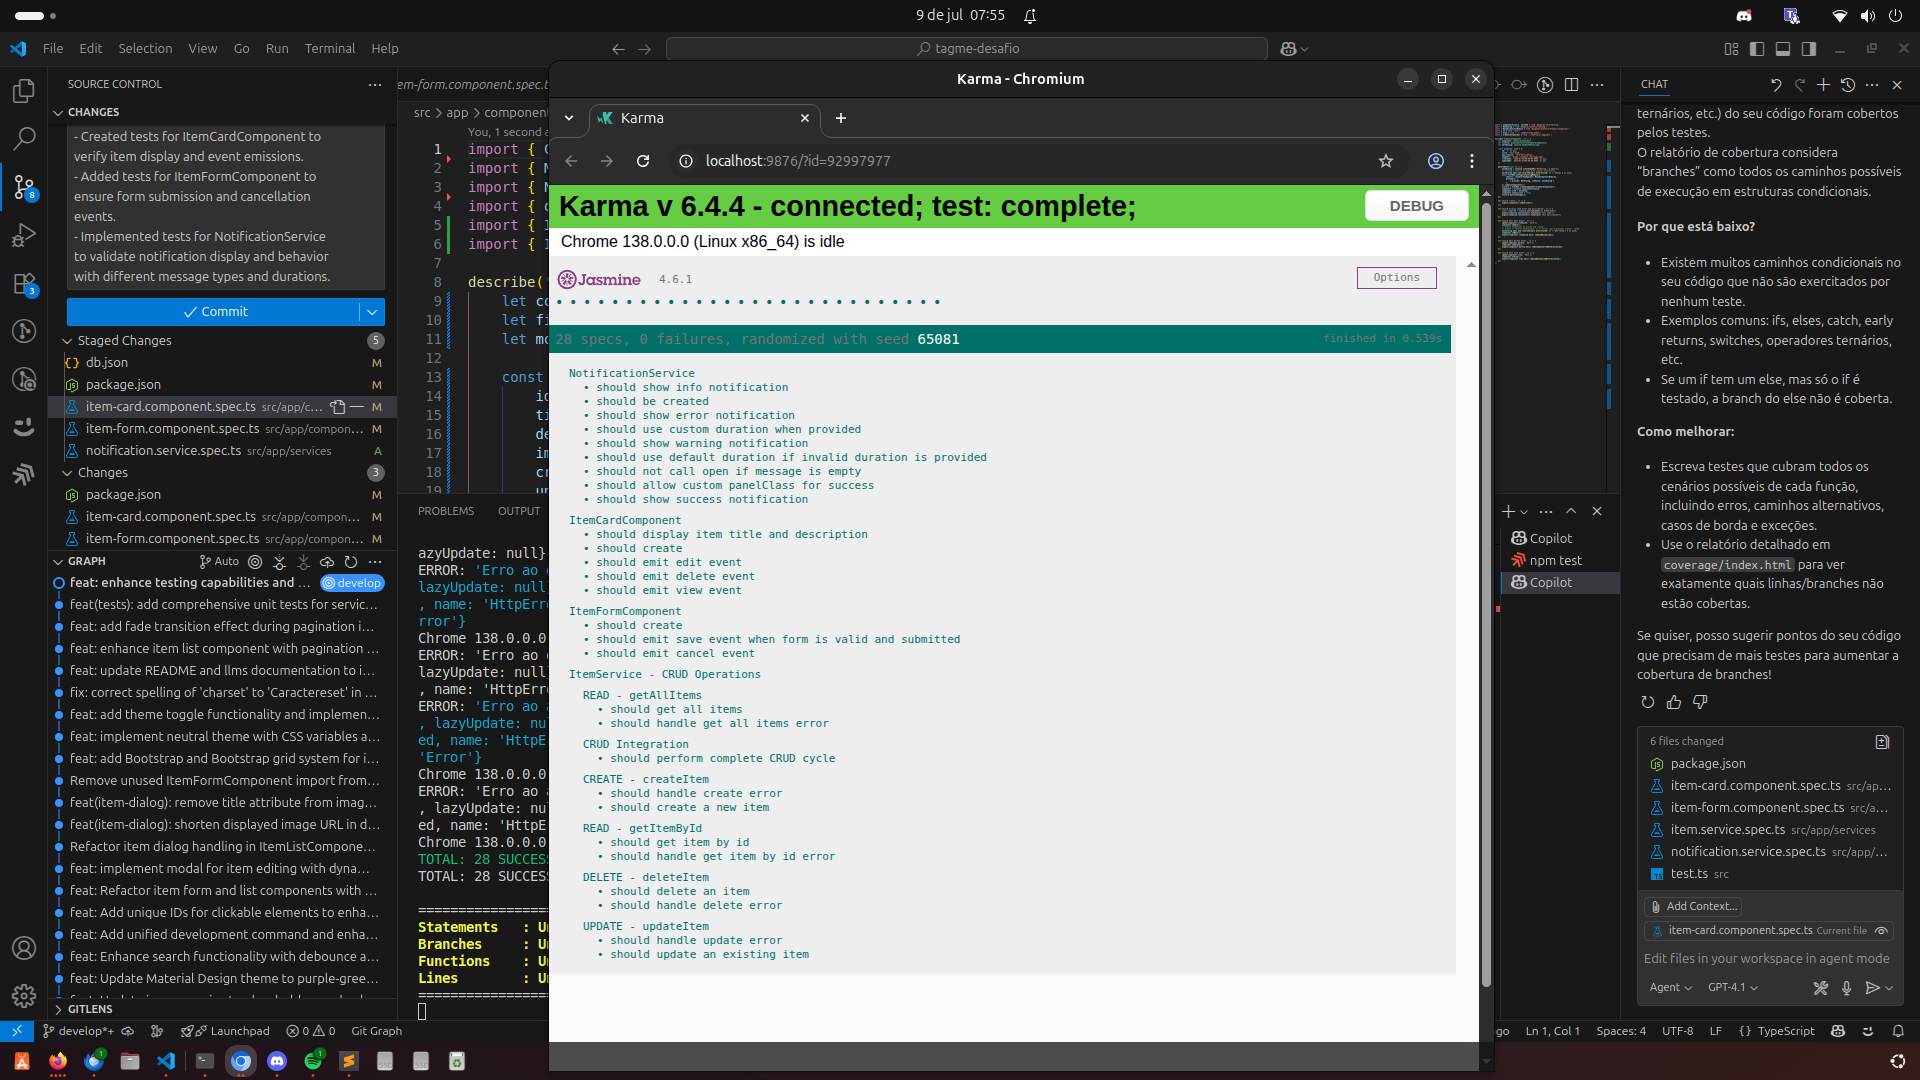 9 de jul  07:55
File Edit Selection View Go Run Terminal Help
tagme-desafio
SOURCE CONTROL
CHANGES
- Created tests for ItemCardComponent to
verify item display and event emissions.
- Added tests for ItemFormComponent to
ensure form submission and cancellation
events.
- Implemented tests for NotificationService
to validate notification display and behavior
with different message types and durations.
Commit
Staged Changes 5
db.json M
package.json M
item-card.component.spec.ts src/app/c... M
item-form.component.spec.ts src/app/compon... M
notification.service.spec.ts src/app/services A
Changes 3
package.json M
item-card.component.spec.ts src/app/compon... M
item-form.component.spec.ts src/app/compon... M
GRAPH Auto
feat: enhance testing capabilities and ... develop
feat(tests): add comprehensive unit tests for servic...
feat: add fade transition effect during pagination i...
feat: enhance item list component with pagination ...
feat: update README and llms documentation to i...
fix: correct spelling of 'charset' to 'Caractereset' in ...
feat: add theme toggle functionality and implemen...
feat: implement neutral theme with CSS variables a...
feat: add Bootstrap and Bootstrap grid system for i...
Remove unused ItemFormComponent import from...
feat(item-dialog): remove title attribute from imag...
feat(item-dialog): shorten displayed image URL in d...
Refactor item dialog handling in ItemListCompone...
feat: implement modal for item editing with dyna...
feat: Refactor item form and list components with ...
feat: Add unique IDs for clickable elements to enha...
feat: Add unified development command and enha...
feat: Enhance search functionality with debounce a...
feat: Update Material Design theme to purple-gree...
GITLENS
8
3
em-form.component.spec.t
src > app > component
You, 1 second a
1 import {
2 import {
3 import {
4 import {
5 import {
6 import {
7
8 describe(
9 let co
10 let fi
11 let mo
12
13 const
14 id
15 ti
16 de
17 im
18 cr
19 up
PROBLEMS OUTPUT
azyUpdate: null}
ERROR: 'Erro ao
lazyUpdate: null
, name: 'HttpErr
rror'}
Chrome 138.0.0.0
ERROR: 'Erro ao
lazyUpdate: null
, name: 'HttpErr
ERROR: 'Erro ao
, lazyUpdate: nu
ed, name: 'HttpE
'Error'}
Chrome 138.0.0.0
ERROR: 'Erro ao
, lazyUpdate: nu
ed, name: 'HttpE
Chrome 138.0.0.0
TOTAL: 28 SUCCES
TOTAL: 28 SUCCES
Statements : U
Branches : U
Functions : U
Lines : U
Karma - Chromium
Karma
localhost:9876/?id=92997977
Karma v 6.4.4 - connected; test: complete;
DEBUG
Chrome 138.0.0.0 (Linux x86_64) is idle
Jasmine 4.6.1
Options
28 specs, 0 failures, randomized with seed 65081
finished in 0.539s
NotificationService
• should show info notification
• should be created
• should show error notification
• should use custom duration when provided
• should show warning notification
• should use default duration if invalid duration is provided
• should not call open if message is empty
• should allow custom panelClass for success
• should show success notification
ItemCardComponent
• should display item title and description
• should create
• should emit edit event
• should emit delete event
• should emit view event
ItemFormComponent
• should create
• should emit save event when form is valid and submitted
• should emit cancel event
ItemService - CRUD Operations
READ - getAllItems
• should get all items
• should handle get all items error
CRUD Integration
• should perform complete CRUD cycle
CREATE - createItem
• should handle create error
• should create a new item
READ - getItemById
• should get item by id
• should handle get item by id error
DELETE - deleteItem
• should delete an item
• should handle delete error
UPDATE - updateItem
• should handle update error
• should update an existing item
Copilot
npm test
Copilot
CHAT
ternários, etc.) do seu código foram cobertos
pelos testes.
O relatório de cobertura considera
“branches” como todos os caminhos possíveis
de execução em estruturas condicionais.
Por que está baixo?
• Existem muitos caminhos condicionais no
seu código que não são exercitados por
nenhum teste.
• Exemplos comuns: ifs, elses, catch, early
returns, switches, operadores ternários,
etc.
• Se um if tem um else, mas só o if é
testado, a branch do else não é coberta.
Como melhorar:
• Escreva testes que cubram todos os
cenários possíveis de cada função,
incluindo erros, caminhos alternativos,
casos de borda e exceções.
• Use o relatório detalhado em
coverage/index.html para ver
exatamente quais linhas/branches não
estão cobertas.
Se quiser, posso sugerir pontos do seu código
que precisam de mais testes para aumentar a
cobertura de branches!
6 files changed
package.json
item-card.component.spec.ts src/ap...
item-form.component.spec.ts src/a...
item.service.spec.ts src/app/services
notification.service.spec.ts src/app/...
test.ts src
Add Context...
item-card.component.spec.ts Current file
Edit files in your workspace in agent mode
Agent GPT-4.1
develop*+ Launchpad 0 0 Git Graph
go Ln 1, Col 1 Spaces: 4 UTF-8 LF {} TypeScript